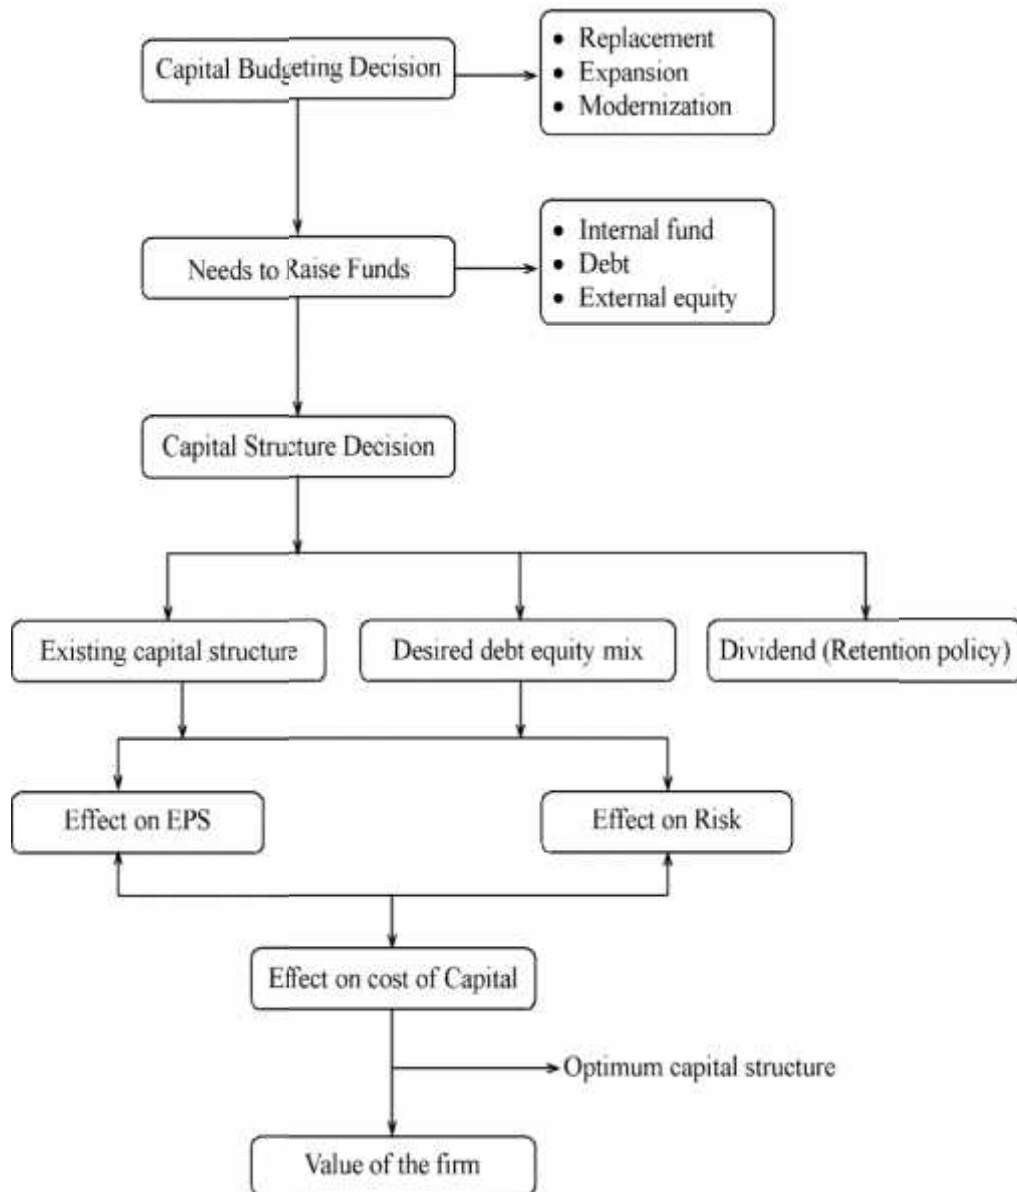 Capital Budgeting Decision
• Replacement
• Expansion
• Modernization
Needs to Raise Funds
• Internal fund
• Debt
• External equity
Capital Structure Decision
Existing capital structure
Desired debt equity mix
Dividend (Retention policy)
Effect on EPS
Effect on Risk
Effect on cost of Capital
Optimum capital structure
Value of the firm